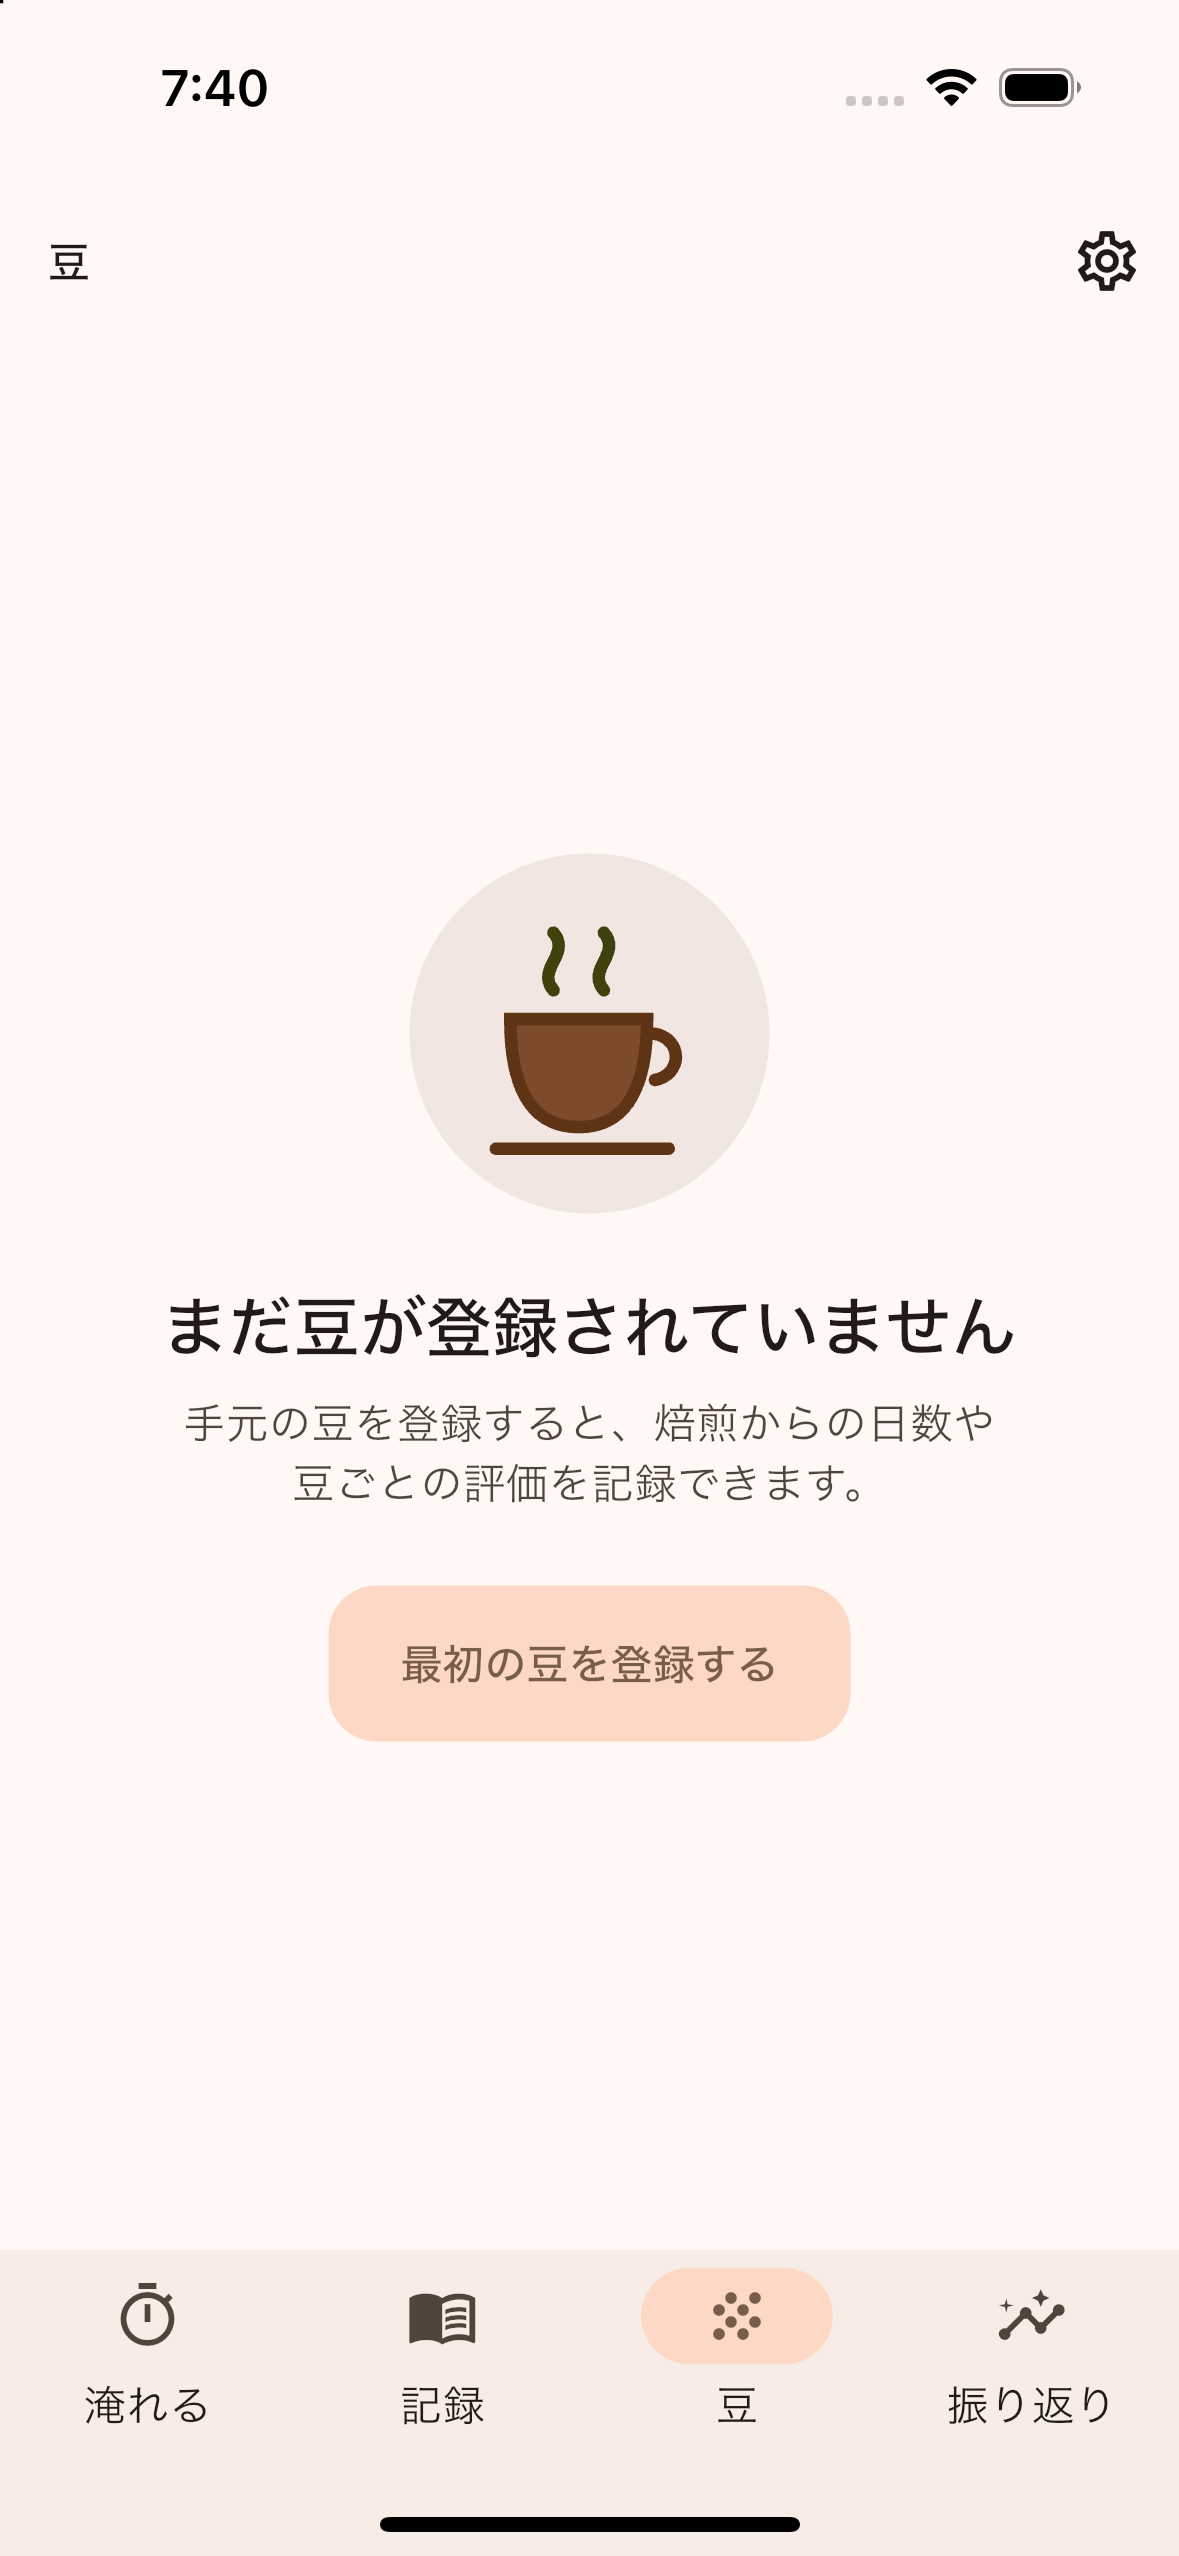 7:40
豆
まだ豆が登録されていません
手元の豆を登録すると、焙煎からの日数や
豆ごとの評価を記録できます。
最初の豆を登録する
淹れる
記録
豆
振り返り